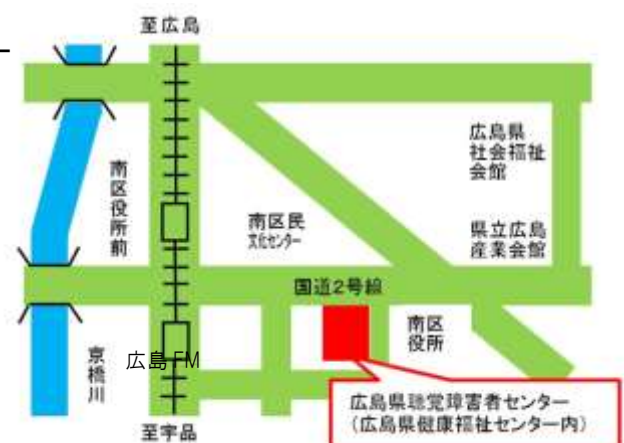 至広島
広島県
社会福祉
会館
南区役所前
南区民
文化センター
県立広島
産業会館
国道2号線
南区
役所
京橋川
広島FM
広島県聴覚障害者センター
(広島県健康福祉センター内)
至宇品